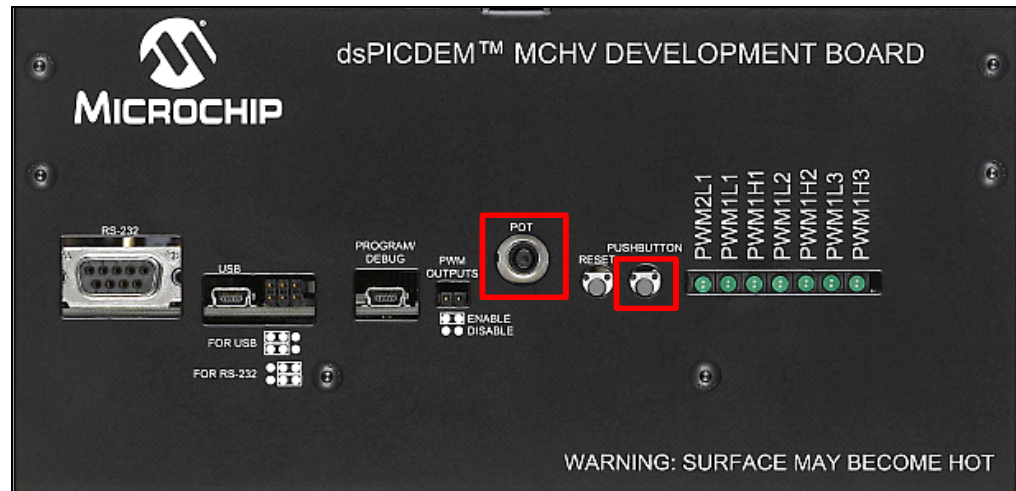 dsPICDEM™ MCHV DEVELOPMENT BOARD
MICROCHIP
PWM2L1
PWM1L1
PWM1H1
PWM1L2
PWM1H2
PWM1L3
PWM1H3
RS-232
USB
PROGRAM/
DEBUG
PWM
OUTPUTS
POT
RESET
PUSHBUTTON
ENABLE
DISABLE
FOR USB
FOR RS-232
WARNING: SURFACE MAY BECOME HOT